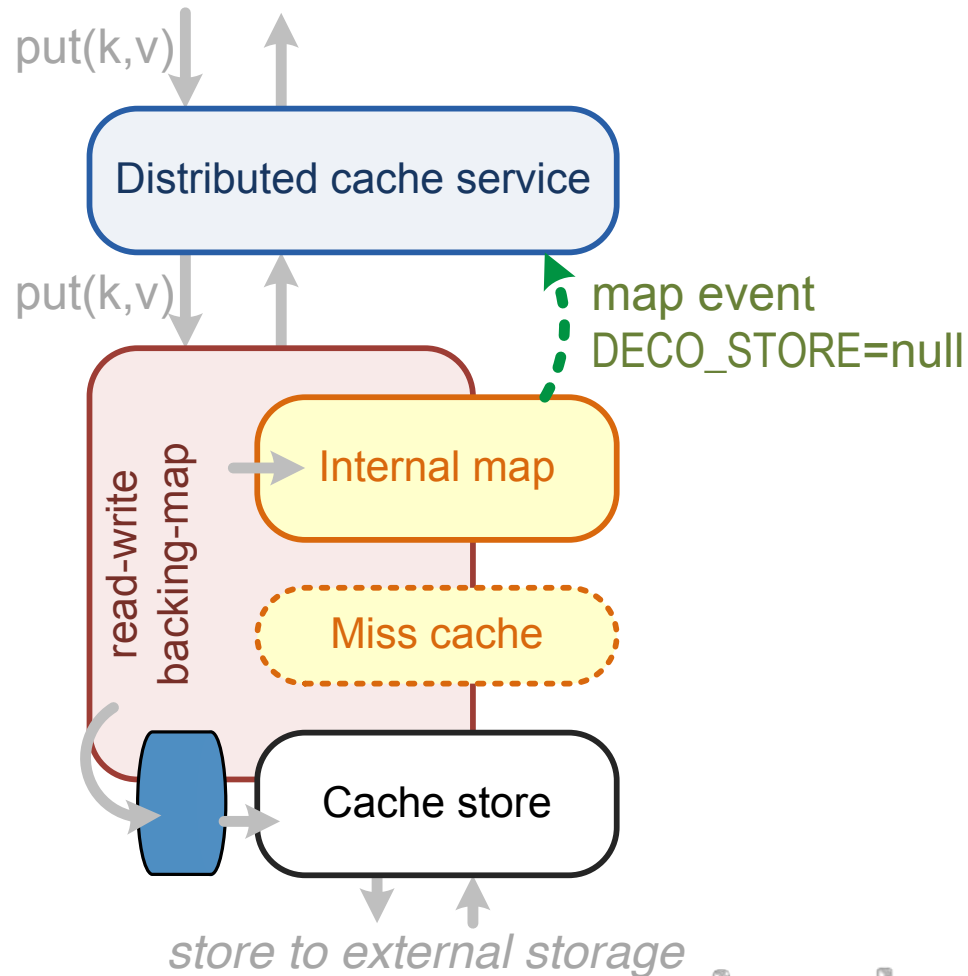 put(k,v)
Distributed cache service
put(k,v)
map event
DECO_STORE=null
read-write
backing-map
Internal map
Miss cache
Cache store
store to external storage